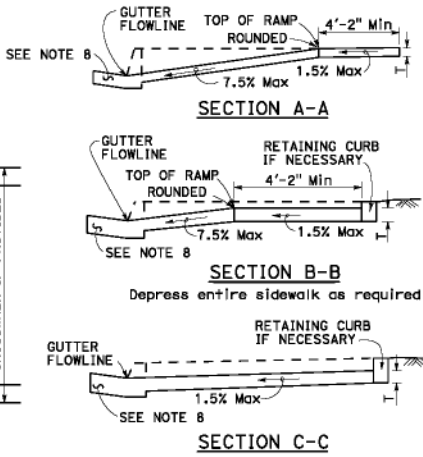 GUTTER
FLOWLINE
TOP OF RAMP
ROUNDED
4'-2" Min
SEE NOTE 8
S
7.5% Max
1.5% Max
T
SECTION A-A
GUTTER
FLOWLINE
TOP OF RAMP
ROUNDED
4'-2" Min
RETAINING CURB
IF NECESSARY
S
SEE NOTE 8
7.5% Max
1.5% Max
T
SECTION B-B
Depress entire sidewalk as required
GUTTER
FLOWLINE
RETAINING CURB
IF NECESSARY
S
SEE NOTE 8
1.5% Max
T
SECTION C-C